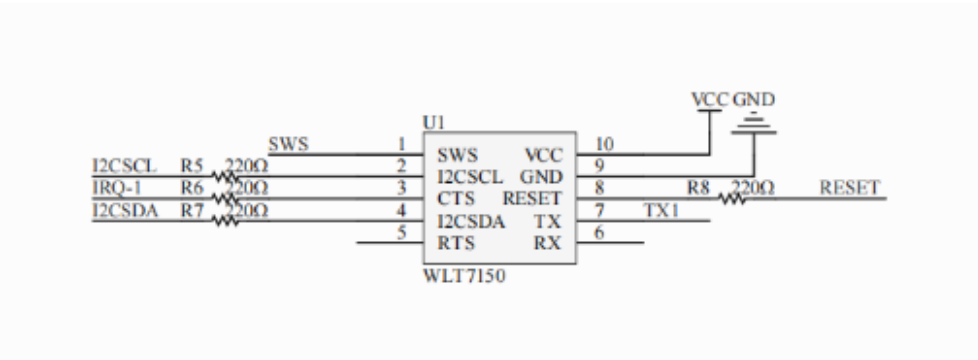 VCC GND
U1
SWS 1 SWS VCC 10
I2CSCL R5 220Ω 2 I2CSCL GND 9
IRQ-1 R6 220Ω 3 CTS RESET 8 R8 220Ω RESET
I2CSDA R7 220Ω 4 I2CSDA TX 7 TX1
5 RTS RX 6
WLT7150